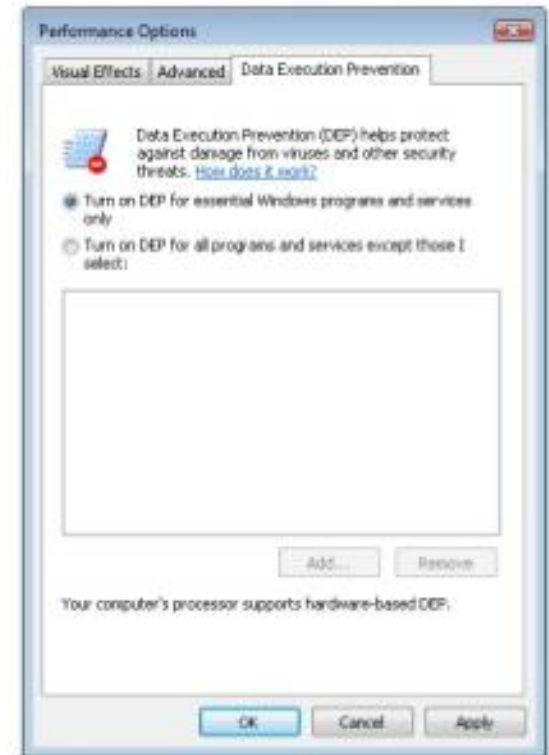 Performance Options
Visual Effects Advanced Data Execution Prevention
Data Execution Prevention (DEP) helps protect
against damage from viruses and other security
threats. How does it work?
Turn on DEP for essential Windows programs and services
only
Turn on DEP for all programs and services except those I
select:
Add... Remove
Your computer's processor supports hardware-based DEP.
OK Cancel Apply